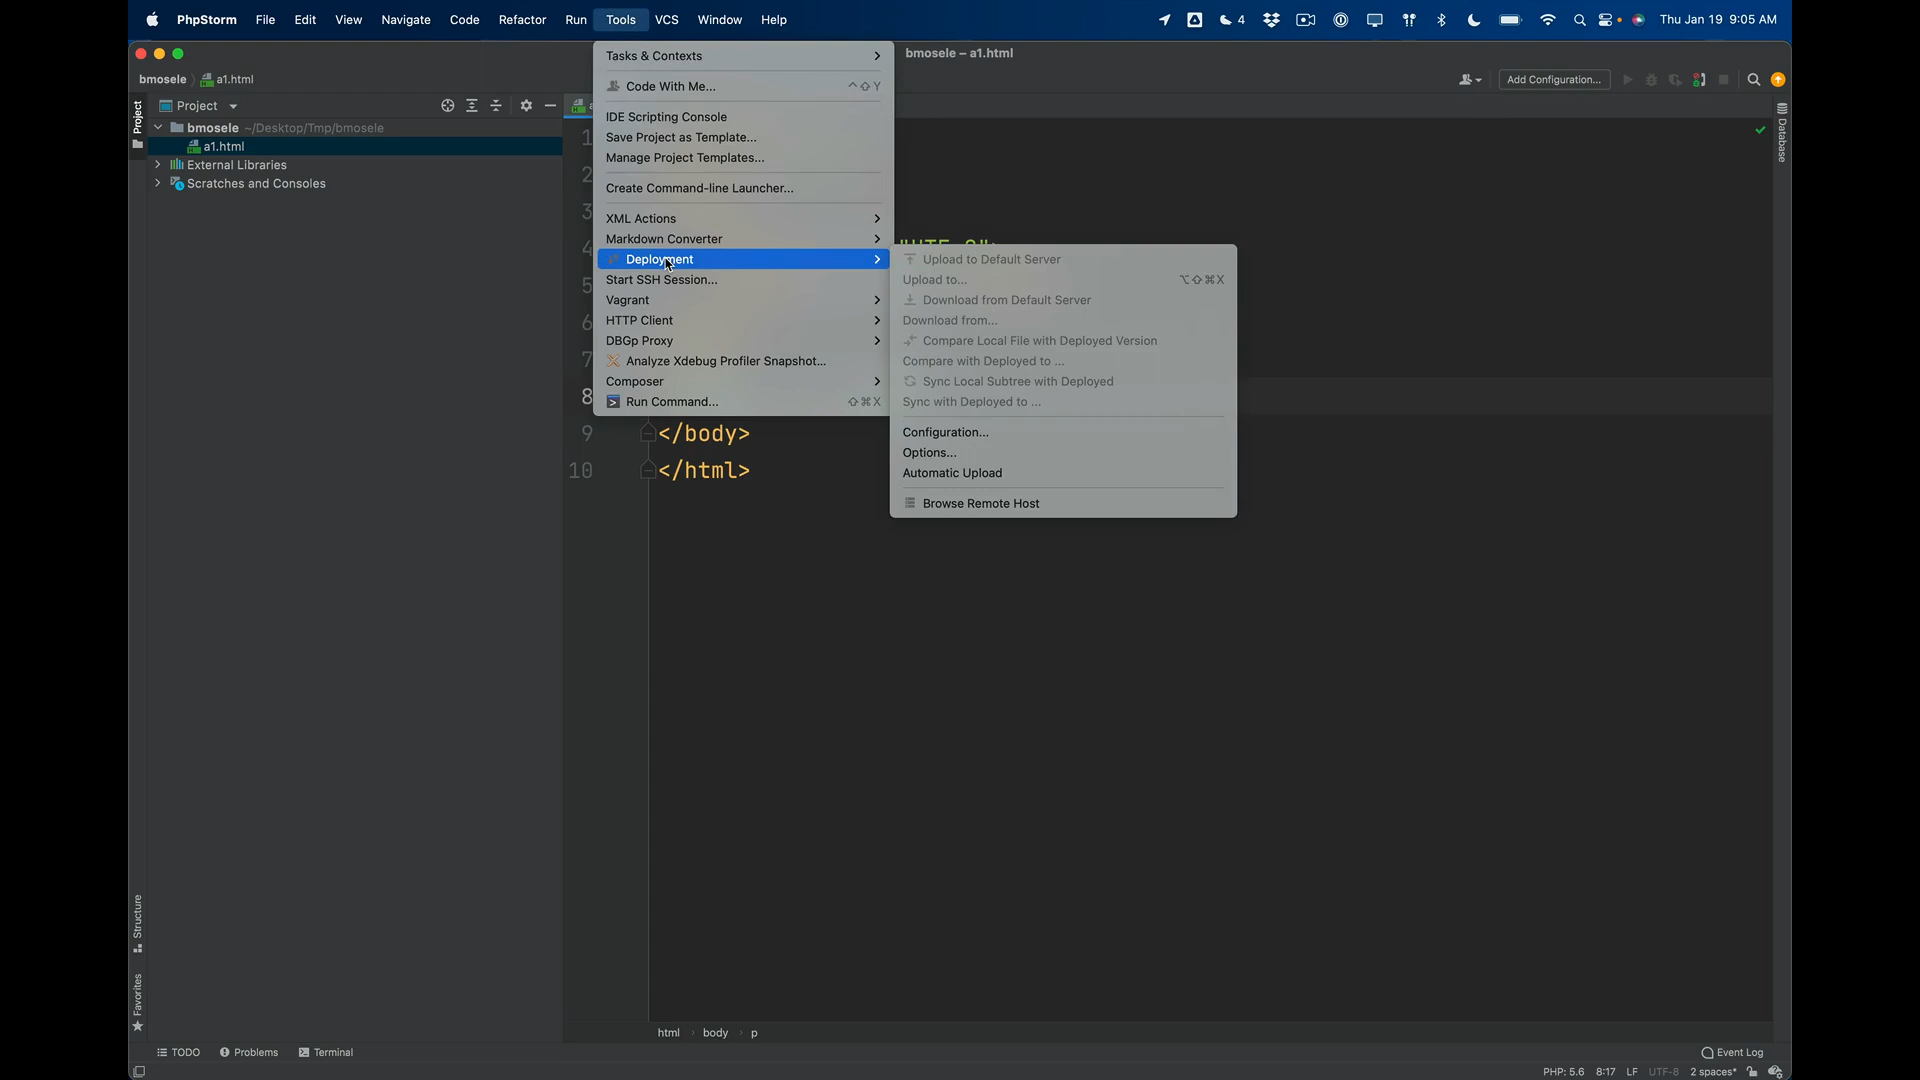 PhpStorm File Edit View Navigate Code Refactor Run Tools VCS Window Help 4 Thu Jan 19 9:05 AM
bmosele – a1.html
bmosele a1.html Add Configuration...
Project
Project
bmosele ~/Desktop/Tmp/bmosele
a1.html
External Libraries
Scratches and Consoles
Structure
Favorites
Tasks & Contexts
Code With Me... ^⇧Y
IDE Scripting Console
Save Project as Template...
Manage Project Templates...
Create Command-line Launcher...
XML Actions
Markdown Converter
Deployment
Start SSH Session...
Vagrant
HTTP Client
DBGp Proxy
Analyze Xdebug Profiler Snapshot...
Composer
Run Command... ⇧⌘X
Upload to Default Server
Upload to... ⌥⇧⌘X
Download from Default Server
Download from...
Compare Local File with Deployed Version
Compare with Deployed to ...
Sync Local Subtree with Deployed
Sync with Deployed to ...
Configuration...
Options...
Automatic Upload
Browse Remote Host
1
2
3
4
5
6
7
8
9 </body>
10 </html>
Database
html body p
TODO Problems Terminal Event Log
PHP: 5.6 8:17 LF UTF-8 2 spaces*